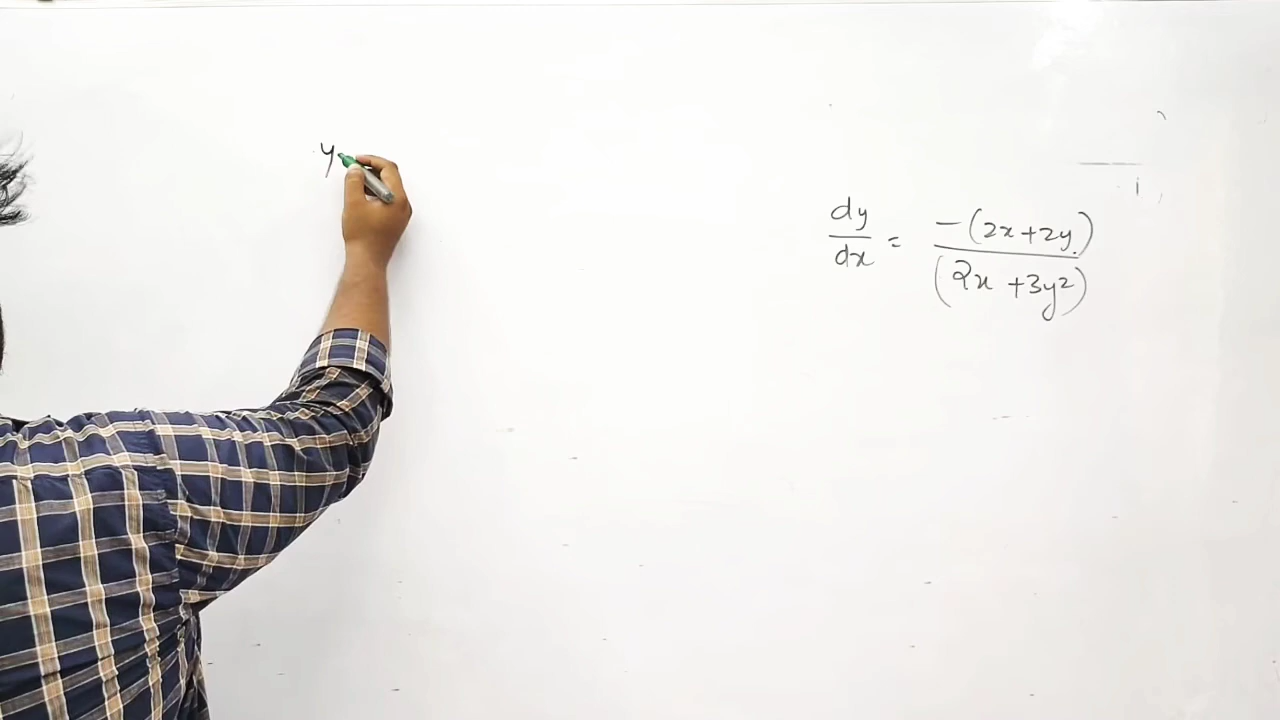 y
dy/dx = -(2x+2y)/(2x+3y²)